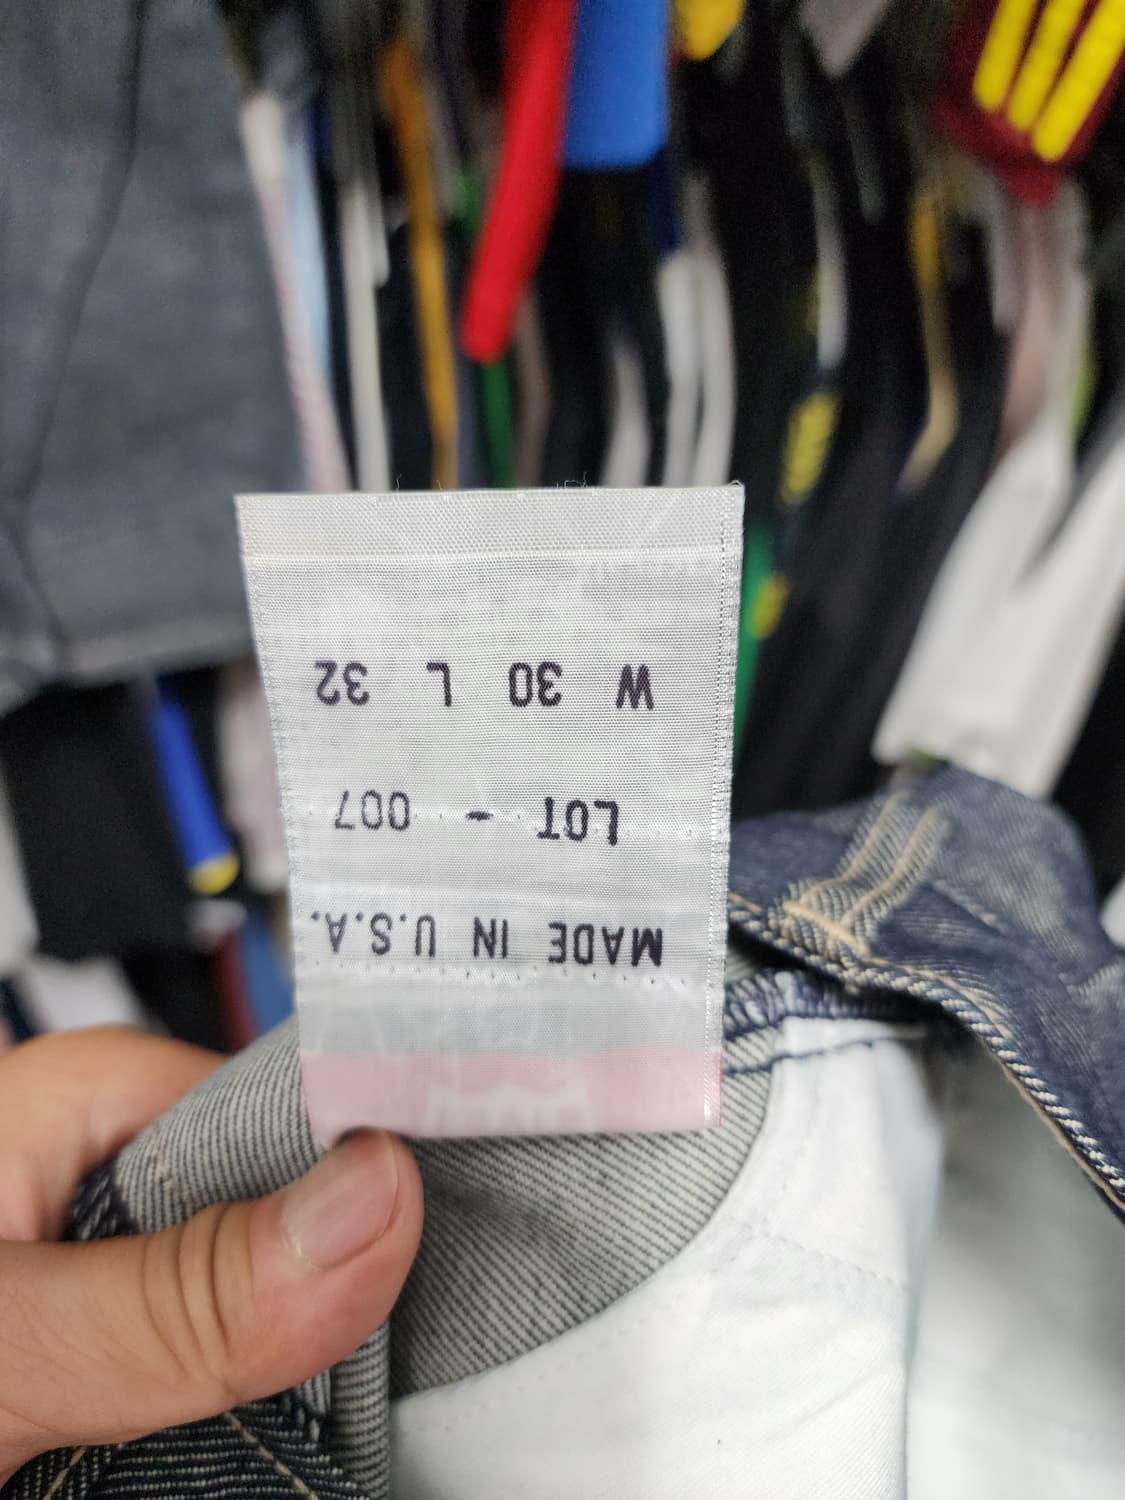 MADE IN U.S.A.
LOT - 007
W 30 L 32